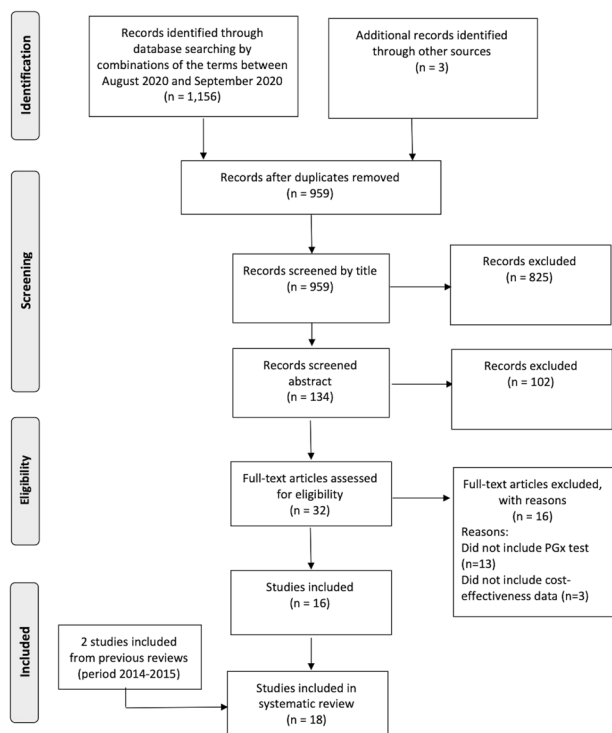 Identification
Records identified through
database searching by
combinations of the terms between
August 2020 and September 2020
(n = 1,156)
Additional records identified
through other sources
(n = 3)
Records after duplicates removed
(n = 959)
Screening
Records screened by title
(n = 959)
Records excluded
(n = 825)
Records screened
abstract
(n = 134)
Records excluded
(n = 102)
Eligibility
Full-text articles assessed
for eligibility
(n = 32)
Full-text articles excluded,
with reasons
(n = 16)
Reasons:
Did not include PGx test
(n=13)
Did not include cost-
effectiveness data (n=3)
Studies included
(n = 16)
Included
2 studies included
from previous reviews
(period 2014-2015)
Studies included in
systematic review
(n = 18)